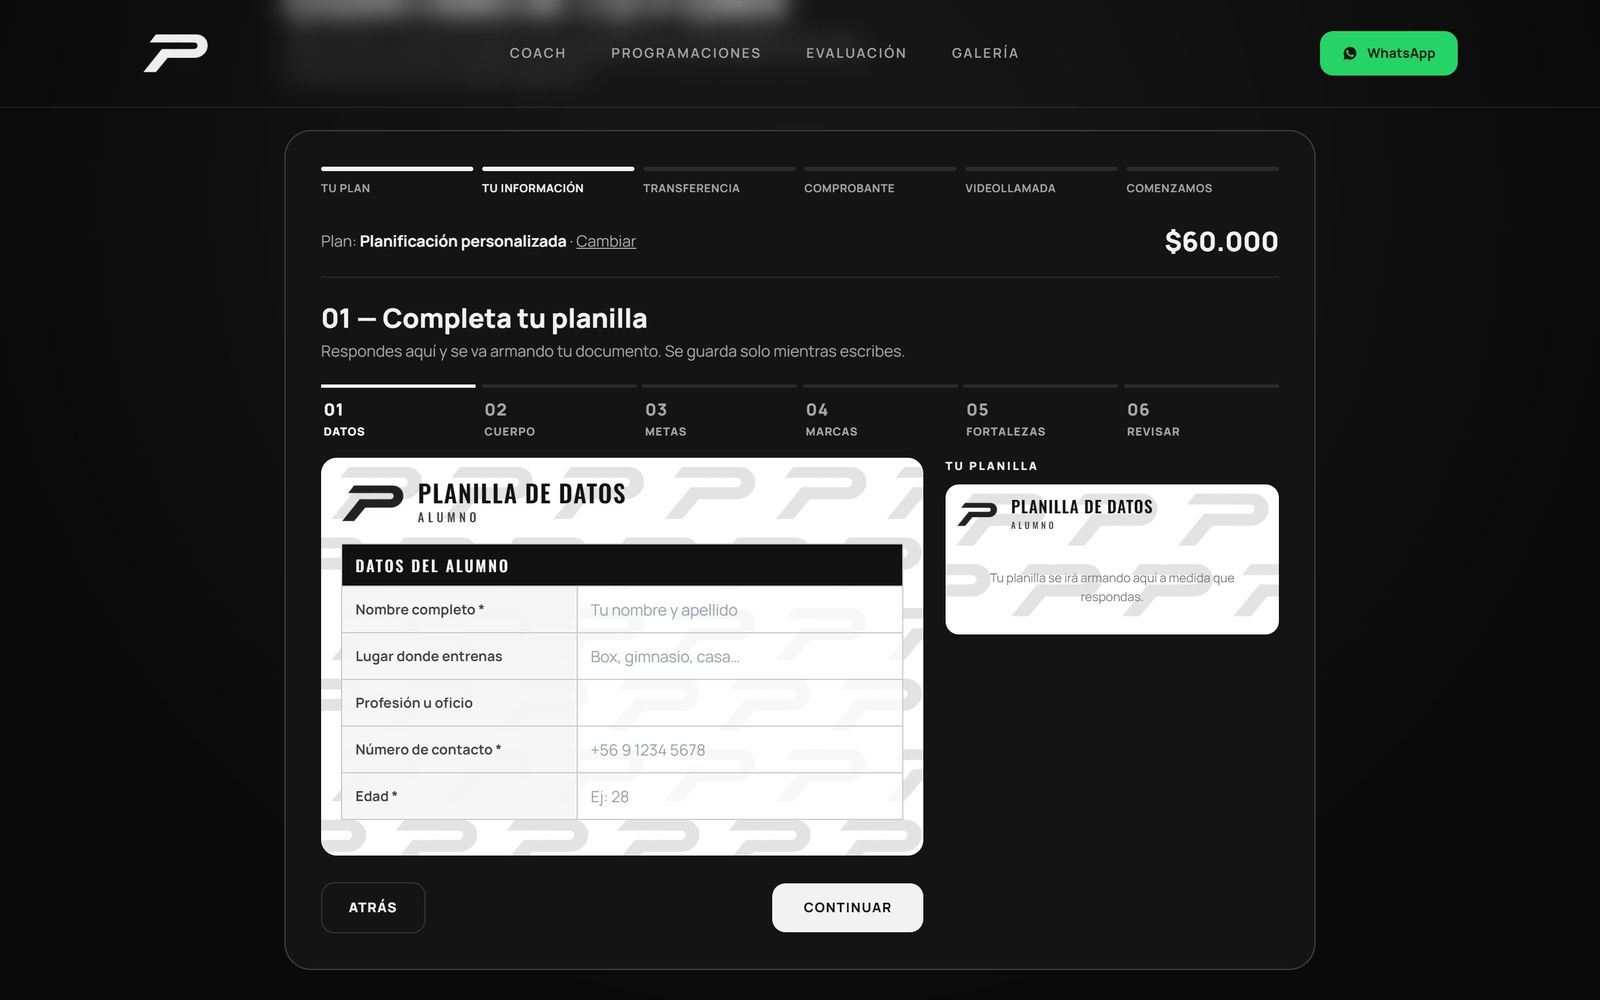 COACH PROGRAMACIONES EVALUACIÓN GALERÍA WhatsApp
TU PLAN TU INFORMACIÓN TRANSFERENCIA COMPROBANTE VIDEOLLAMADA COMENZAMOS
Plan: Planificación personalizada · Cambiar $60.000
01 — Completa tu planilla
Respondes aquí y se va armando tu documento. Se guarda solo mientras escribes.
01 02 03 04 05 06
DATOS CUERPO METAS MARCAS FORTALEZAS REVISAR
PLANILLA DE DATOS
ALUMNO
DATOS DEL ALUMNO
Nombre completo * Tu nombre y apellido
Lugar donde entrenas Box, gimnasio, casa...
Profesión u oficio
Número de contacto * +56 9 1234 5678
Edad * Ej: 28
ATRÁS CONTINUAR
TU PLANILLA
PLANILLA DE DATOS
ALUMNO
Tu planilla se irá armando aquí a medida que
respondas.